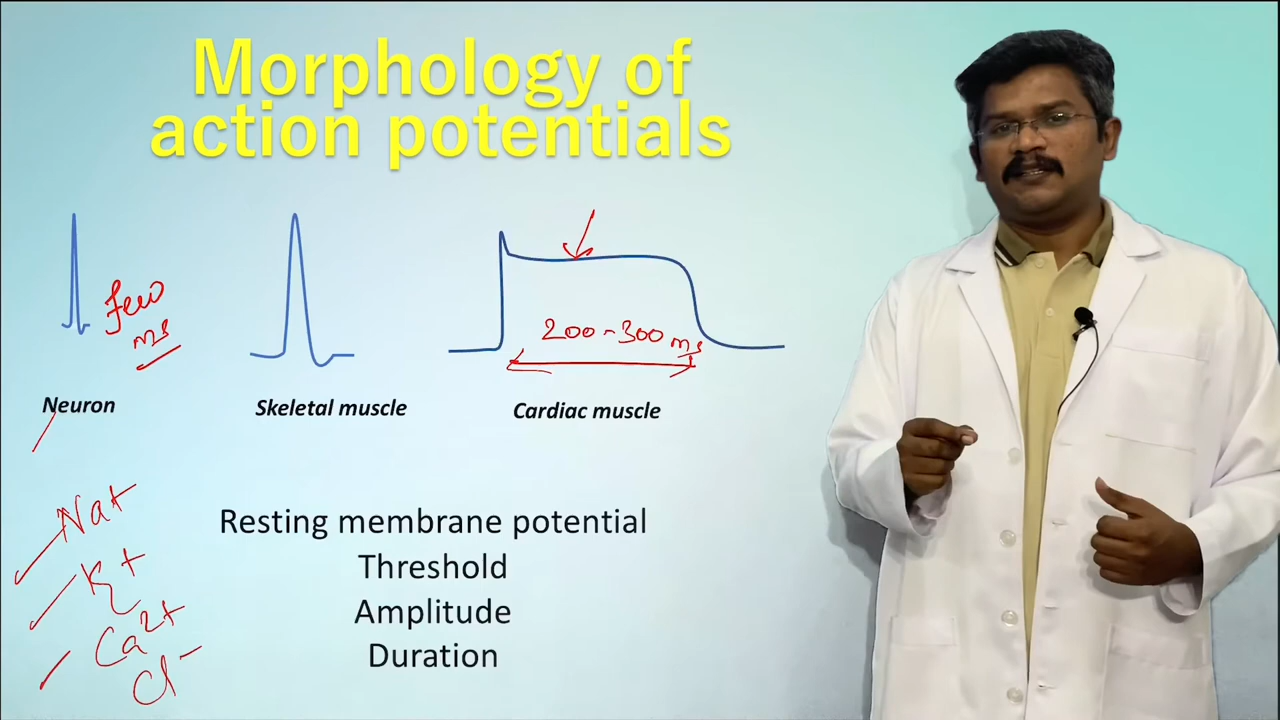 Morphology of
action potentials
few
ms
200-300 ms
Neuron
Skeletal muscle
Cardiac muscle
Na+
K+
Ca2+
Cl-
Resting membrane potential
Threshold
Amplitude
Duration